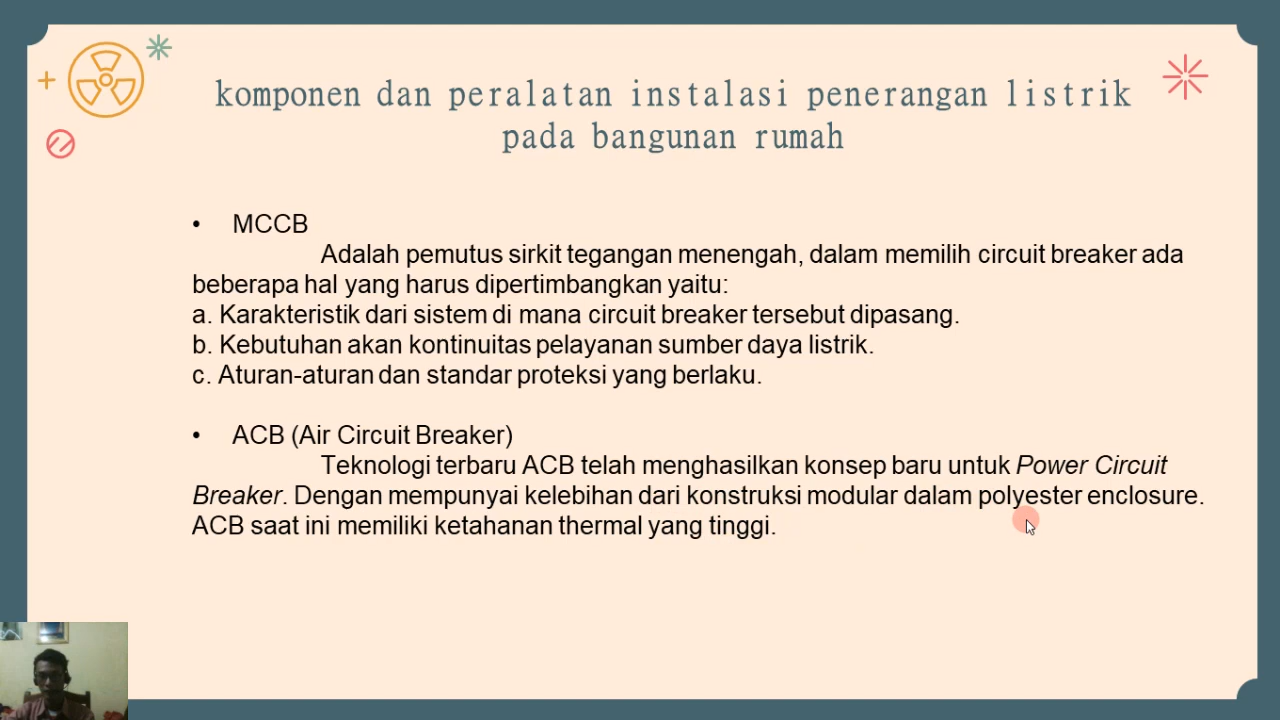 komponen dan peralatan instalasi penerangan listrik
pada bangunan rumah
• MCCB
Adalah pemutus sirkit tegangan menengah, dalam memilih circuit breaker ada
beberapa hal yang harus dipertimbangkan yaitu:
a. Karakteristik dari sistem di mana circuit breaker tersebut dipasang.
b. Kebutuhan akan kontinuitas pelayanan sumber daya listrik.
c. Aturan-aturan dan standar proteksi yang berlaku.
• ACB (Air Circuit Breaker)
Teknologi terbaru ACB telah menghasilkan konsep baru untuk Power Circuit
Breaker. Dengan mempunyai kelebihan dari konstruksi modular dalam polyester enclosure.
ACB saat ini memiliki ketahanan thermal yang tinggi.